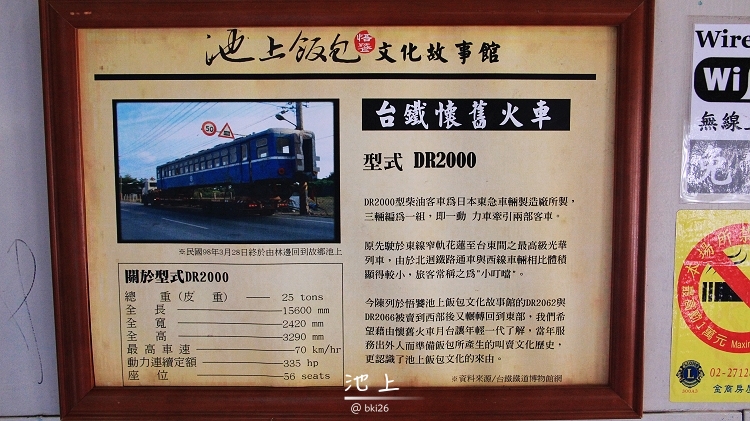 池上飯包 悟饕 文化故事館
台鐵懷舊火車
型式 DR2000
50
※民國98年3月28日終於由林邊回到故鄉池上
DR2000型柴油客車爲日本東急車輛製造廠所製，
三輛編爲一組，即一動 力車牽引兩部客車。
原先駛於東線窄軌花蓮至台東間之最高級光華
列車，由於北迴鐵路通車與西線車輛相比體積
顯得較小，旅客常稱之爲"小叮噹"。
今陳列於悟饕池上飯包文化故事館的DR2062與
DR2066被賣到西部後又輾轉回到東部，我們希
望藉由懷舊火車月台讓年輕一代了解，當年服
務出外人而準備飯包所產生的叫賣文化歷史，
更認識了池上飯包文化的來由。
※資料來源/台鐵鐵道博物館網
關於型式DR2000
總 重(皮 重) — 25 tons
全 長 — 15600 mm
全 寬 — 2420 mm
全 高 — 3290 mm
最高車速 — 70 km/hr
動力連續定額 — 335 hp
座 位 — 56 seats
池上
@ bki26
Wire
Wi
無線
免
本場所禁
萬元
Maxim
L
02-2712
金商房屋